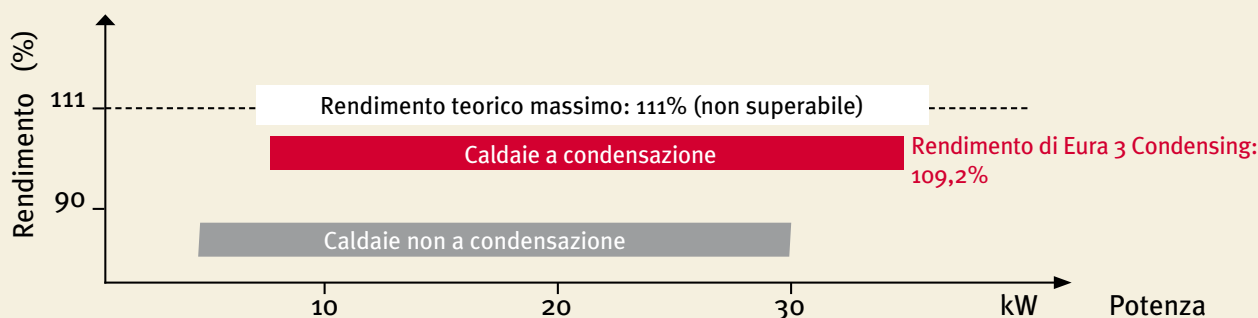 Rendimento (%)
111
Rendimento teorico massimo: 111% (non superabile)
Caldaie a condensazione
Rendimento di Eura 3 Condensing:
109,2%
90
Caldaie non a condensazione
10
20
30
kW
Potenza